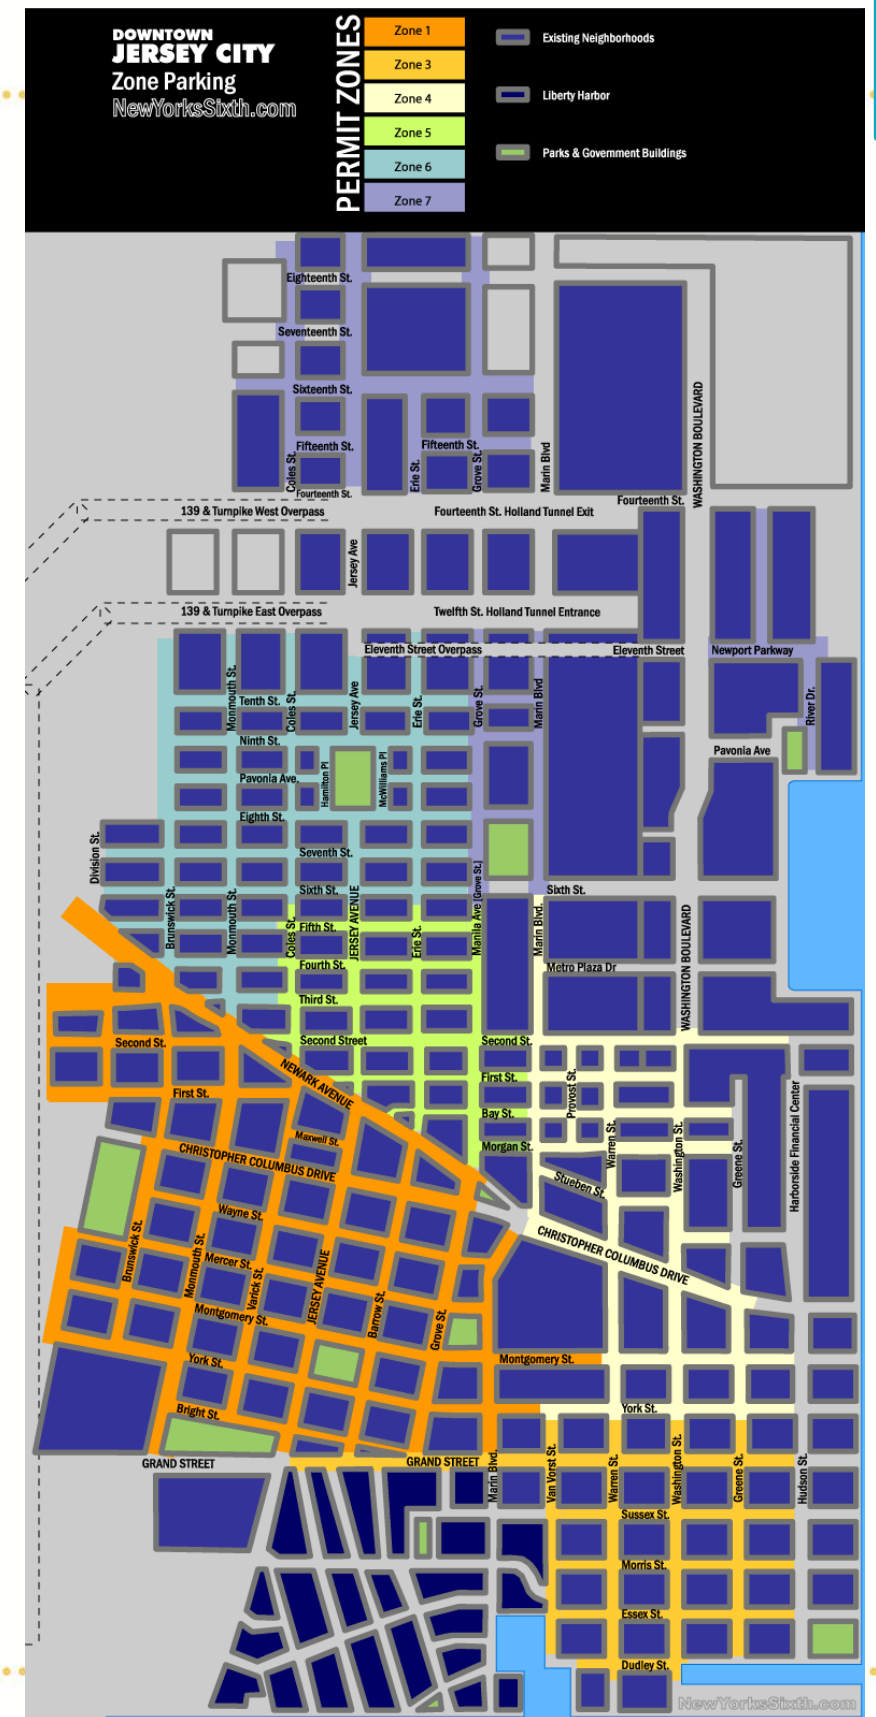 DOWNTOWN
JERSEY CITY
Zone Parking
NewYorksSixth.com
PERMIT ZONES
Zone 1
Zone 3
Zone 4
Zone 5
Zone 6
Zone 7
Existing Neighborhoods
Liberty Harbor
Parks & Government Buildings
Eighteenth St.
Seventeenth St.
Sixteenth St.
Fifteenth St.
Fifteenth St.
Coles St.
Erie St.
Grove St.
Marin Blvd
WASHINGTON BOULEVARD
Fourteenth St.
Fourteenth St.
139 & Turnpike West Overpass
Fourteenth St. Holland Tunnel Exit
Jersey Ave
139 & Turnpike East Overpass
Twelfth St. Holland Tunnel Entrance
Eleventh Street Overpass
Eleventh Street
Newport Parkway
Monmouth St.
Tenth St.
Coles St.
Jersey Ave
Erie St.
Grove St.
Marin Blvd
River Dr.
Ninth St.
Pavonia Ave
Pavonia Ave.
Hamilton Pl
McWilliams Pl
Eighth St.
Division St.
Seventh St.
Sixth St.
Sixth St.
Brunswick St.
Monmouth St.
Coles St.
Fifth St.
JERSEY AVENUE
Erie St.
Manila Ave [Grove St.]
Marin Blvd.
WASHINGTON BOULEVARD
Fourth St.
Metro Plaza Dr
Third St.
Second St.
Second Street
Second St.
NEWARK AVENUE
First St.
First St.
Provost St.
Bay St.
Harborside Financial Center
Maxwell St.
Morgan St.
Warren St.
Washington St.
Greene St.
CHRISTOPHER COLUMBUS DRIVE
Stueben St.
Wayne St.
CHRISTOPHER COLUMBUS DRIVE
Brunswick St.
Monmouth St.
Mercer St.
Varick St.
JERSEY AVENUE
Barrow St.
Grove St.
Montgomery St.
York St.
Montgomery St.
Bright St.
York St.
GRAND STREET
GRAND STREET
Marin Blvd.
Van Vorst St.
Warren St.
Washington St.
Greene St.
Hudson St.
Sussex St.
Morris St.
Essex St.
Dudley St.
NewYorksSixth.com